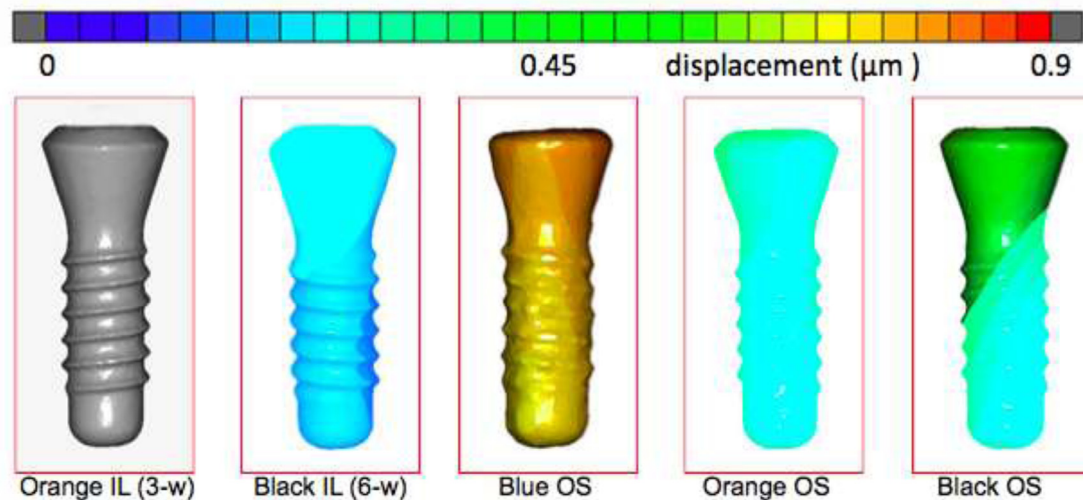 0 0.45 displacement (μm ) 0.9
Orange IL (3-w) Black IL (6-w) Blue OS Orange OS Black OS